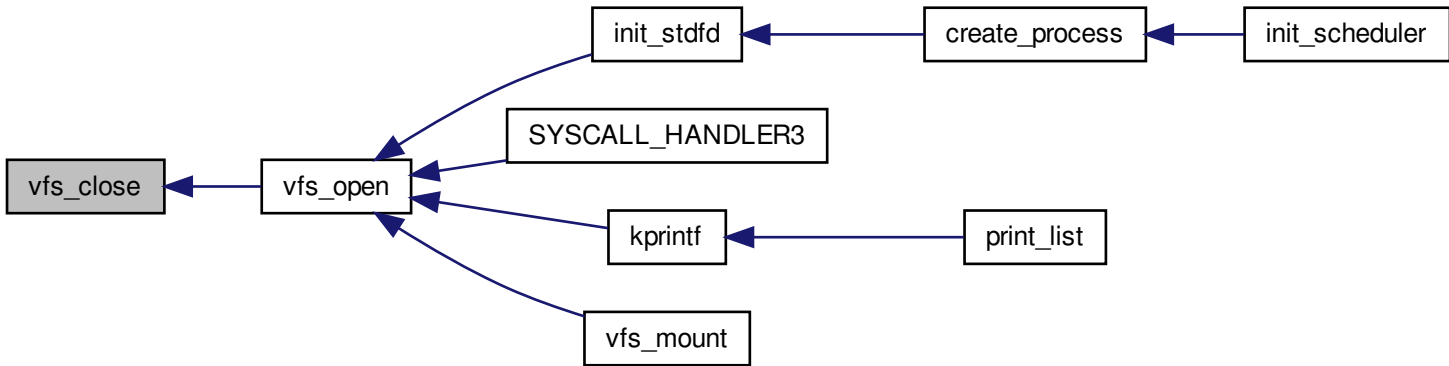 init_stdfd
create_process
init_scheduler
SYSCALL_HANDLER3
vfs_close
vfs_open
kprintf
print_list
vfs_mount